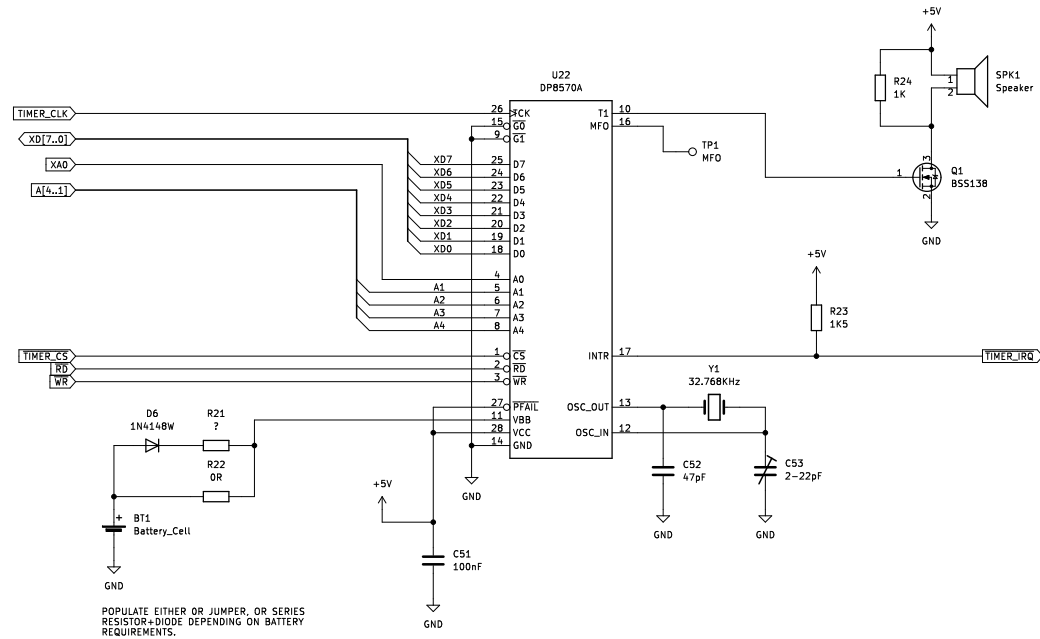 +5V
U22
DP8570A
R24
1K
1
2
SPK1
Speaker
TIMER_CLK
26
TCK
T1
10
15
G0
MFO
16
XD[7..0]
9
G1
TP1
MFO
XA0
XD7
25
D7
XD6
24
D6
3
Q1
BSS138
1
2
A[4..1]
XD5
23
D5
XD4
22
D4
XD3
21
D3
XD2
20
D2
XD1
19
D1
XD0
18
D0
GND
+5V
4
A0
A1
5
A1
A2
6
A2
A3
7
A3
A4
8
A4
R23
1K5
TIMER_CS
1
CS
INTR
17
TIMER_IRQ
RD
2
RD
WR
3
WR
Y1
32.768KHz
27
PFAIL
OSC_OUT
13
11
VBB
28
VCC
OSC_IN
12
14
GND
D6
1N4148W
R21
?
R22
0R
C52
47pF
C53
2-22pF
+5V
GND
BT1
+
Battery_Cell
GND
GND
C51
100nF
GND
GND
POPULATE EITHER OR JUMPER, OR SERIES
RESISTOR+DIODE DEPENDING ON BATTERY
REQUIREMENTS.